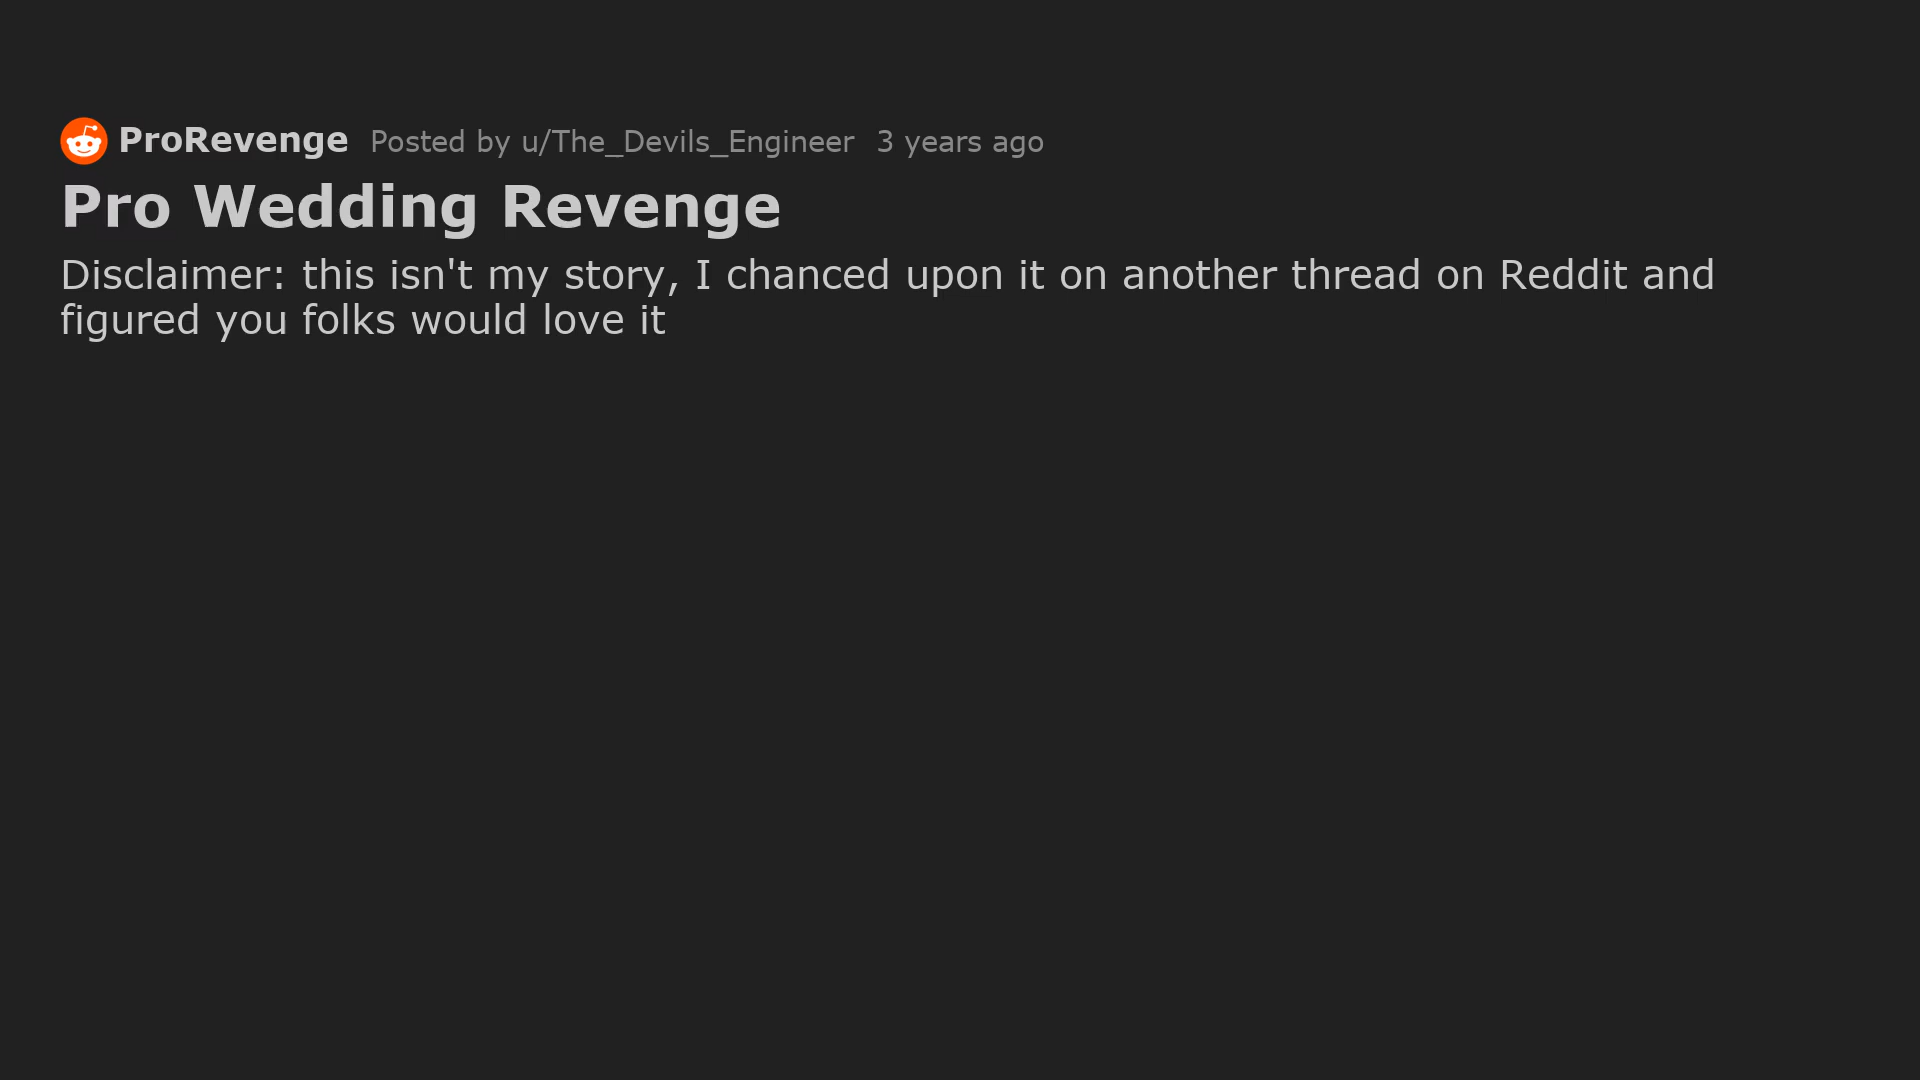 ProRevenge Posted by u/The_Devils_Engineer 3 years ago
Pro Wedding Revenge
Disclaimer: this isn't my story, I chanced upon it on another thread on Reddit and
figured you folks would love it